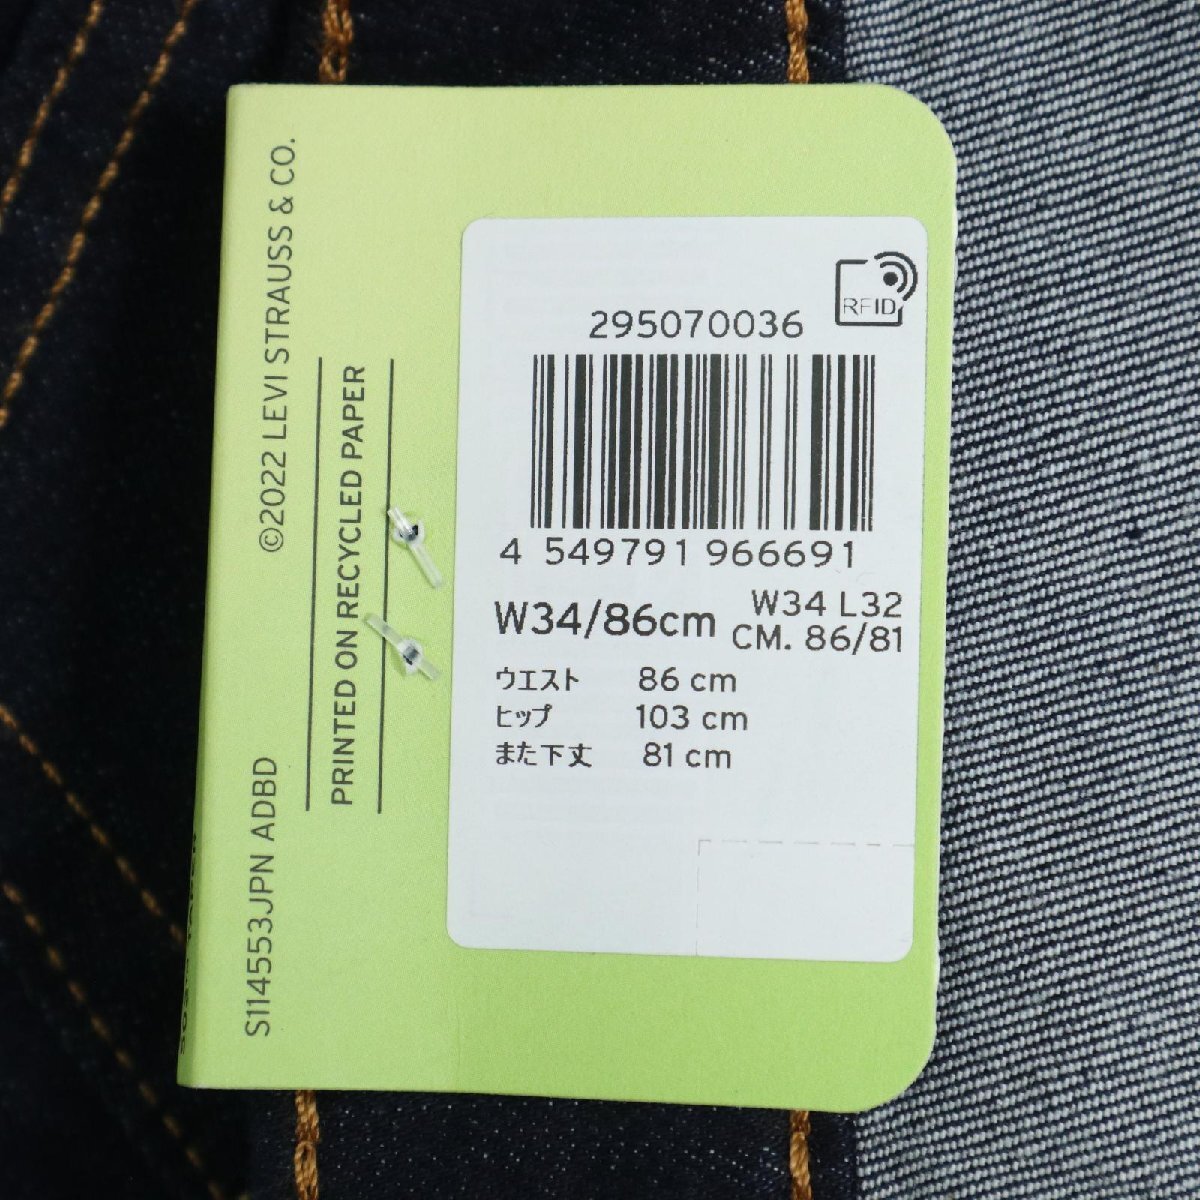 ©2022 LEVI STRAUSS & CO.
PRINTED ON RECYCLED PAPER
S114553JPN ADBD
RFID
295070036
4 549791 966691
W34/86cm
W34 L32
CM. 86/81
ウエスト 86 cm
ヒップ 103 cm
また下丈 81 cm